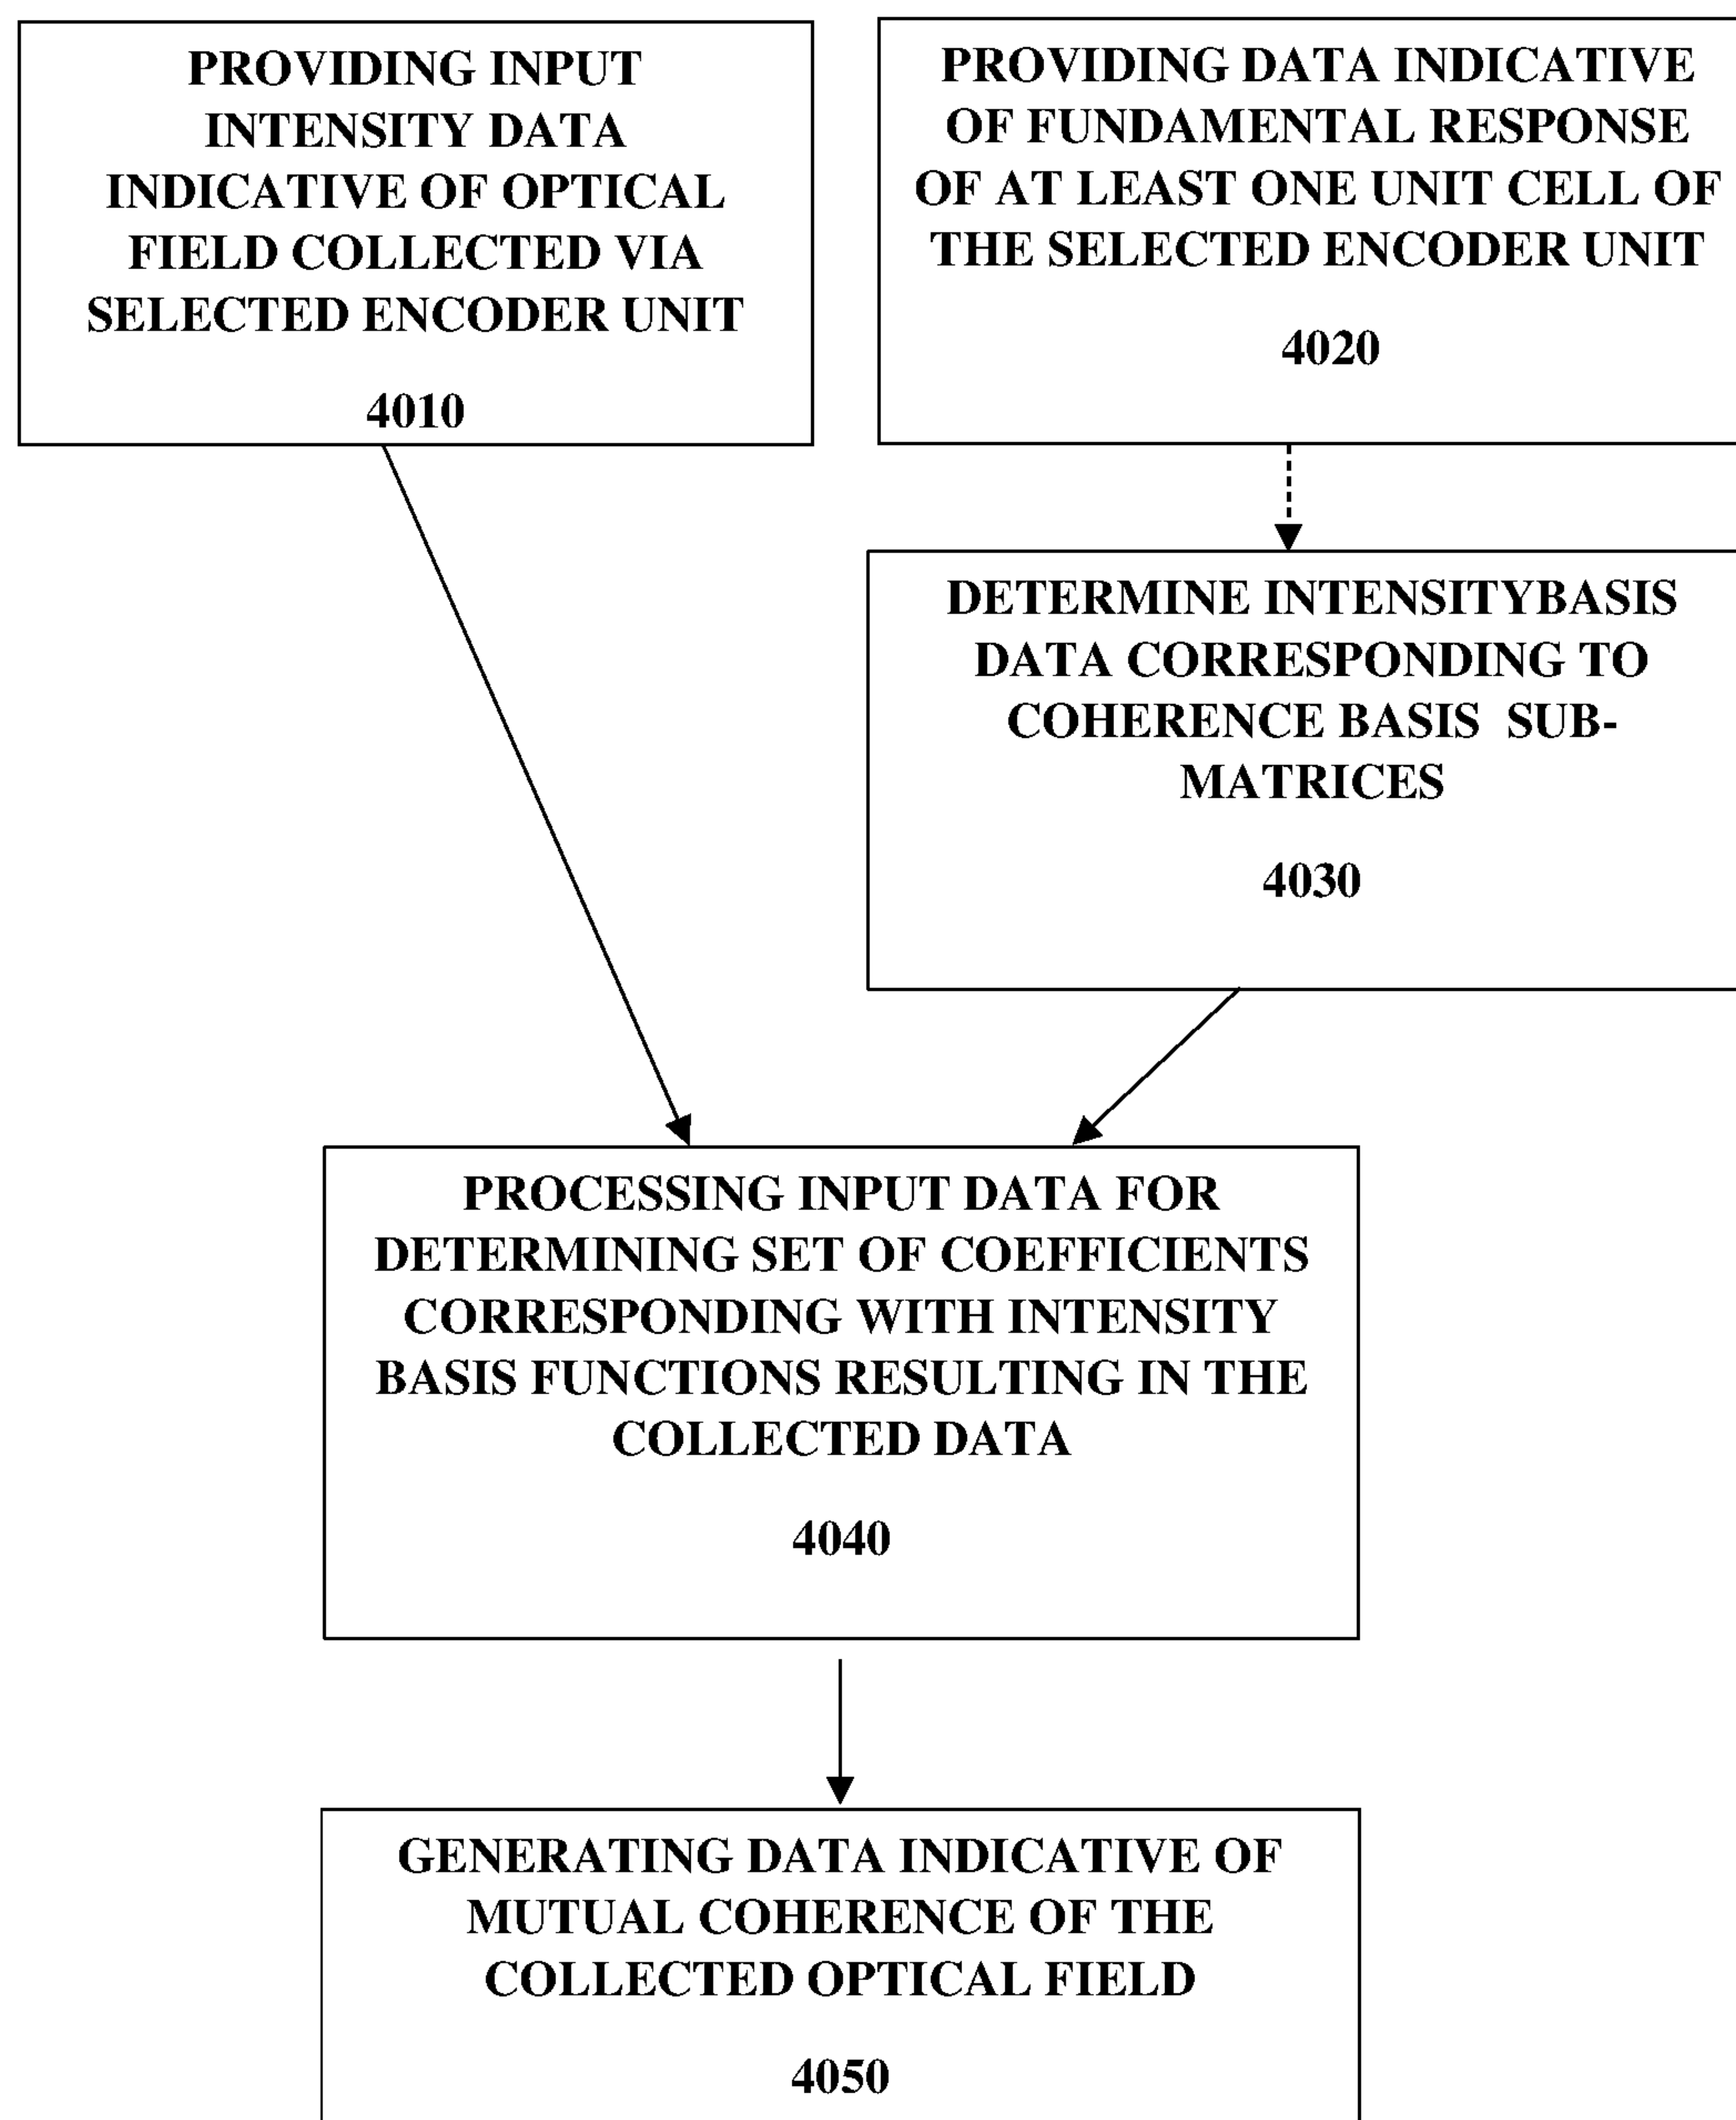 PROVIDING INPUT
INTENSITY DATA
INDICATIVE OF OPTICAL
FIELD COLLECTED VIA
SELECTED ENCODER UNIT
4010
PROVIDING DATA INDICATIVE
OF FUNDAMENTAL RESPONSE
OF AT LEAST ONE UNIT CELL OF
THE SELECTED ENCODER UNIT
4020
DETERMINE INTENSITYBASIS
DATA CORRESPONDING TO
COHERENCE BASIS SUB-
MATRICES
4030
PROCESSING INPUT DATA FOR
DETERMINING SET OF COEFFICIENTS
CORRESPONDING WITH INTENSITY
BASIS FUNCTIONS RESULTING IN THE
COLLECTED DATA
4040
GENERATING DATA INDICATIVE OF
MUTUAL COHERENCE OF THE
COLLECTED OPTICAL FIELD
4050